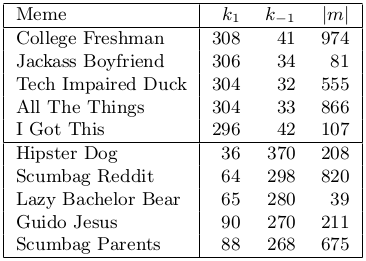 Meme k₁ k₋₁ |m|
College Freshman 308 41 974
Jackass Boyfriend 306 34 81
Tech Impaired Duck 304 32 555
All The Things 304 33 866
I Got This 296 42 107
Hipster Dog 36 370 208
Scumbag Reddit 64 298 820
Lazy Bachelor Bear 65 280 39
Guido Jesus 90 270 211
Scumbag Parents 88 268 675